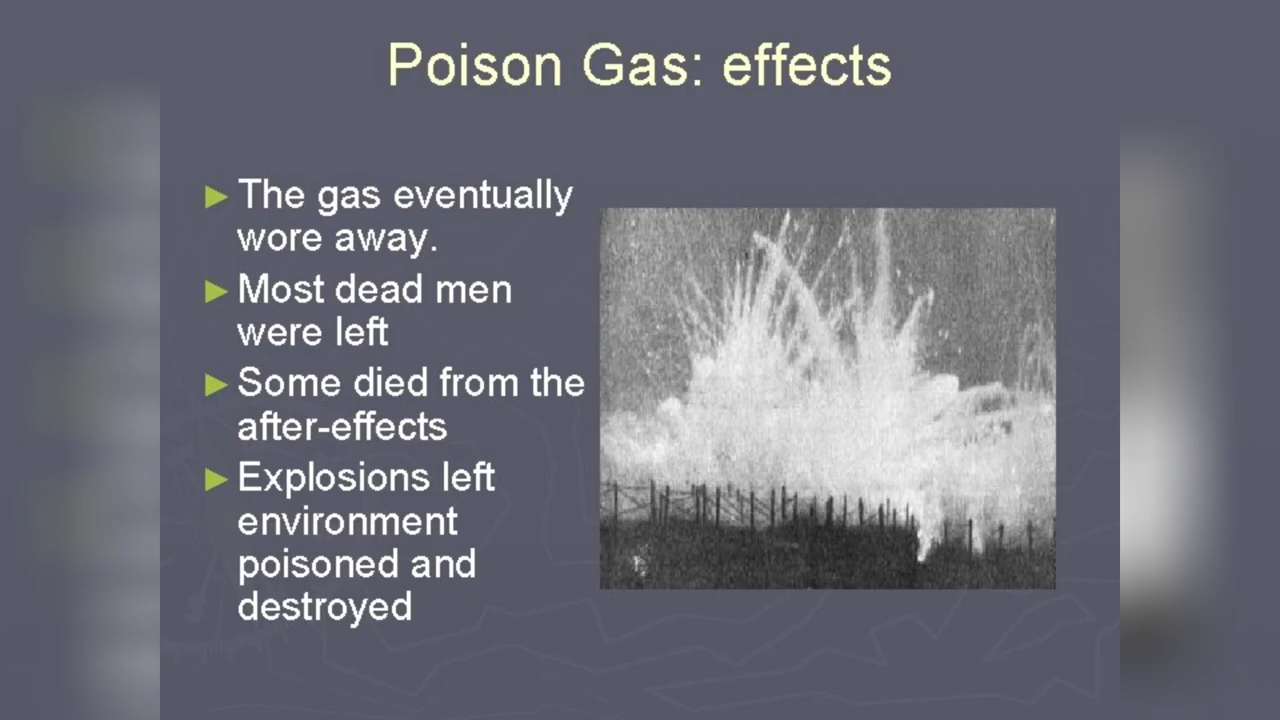 Poison Gas: effects
► The gas eventually
wore away.
► Most dead men
were left
► Some died from the
after-effects
► Explosions left
environment
poisoned and
destroyed